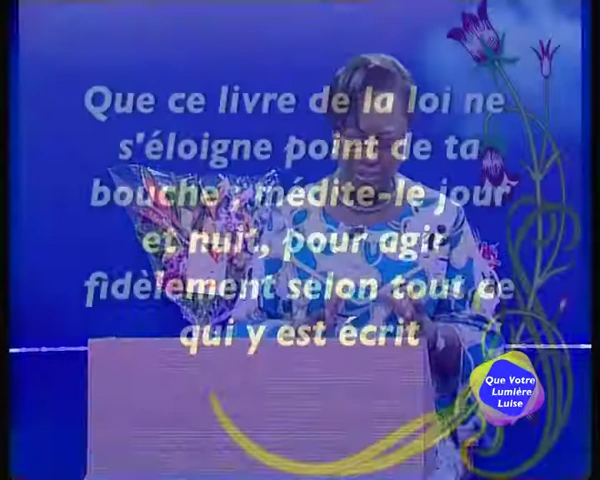 Que ce livre de la loi ne
s'éloigne point de ta
bouche ; médite-le jour
et nuit, pour agir
fidèlement selon tout ce
qui y est écrit
Que Votre
Lumière
Luise